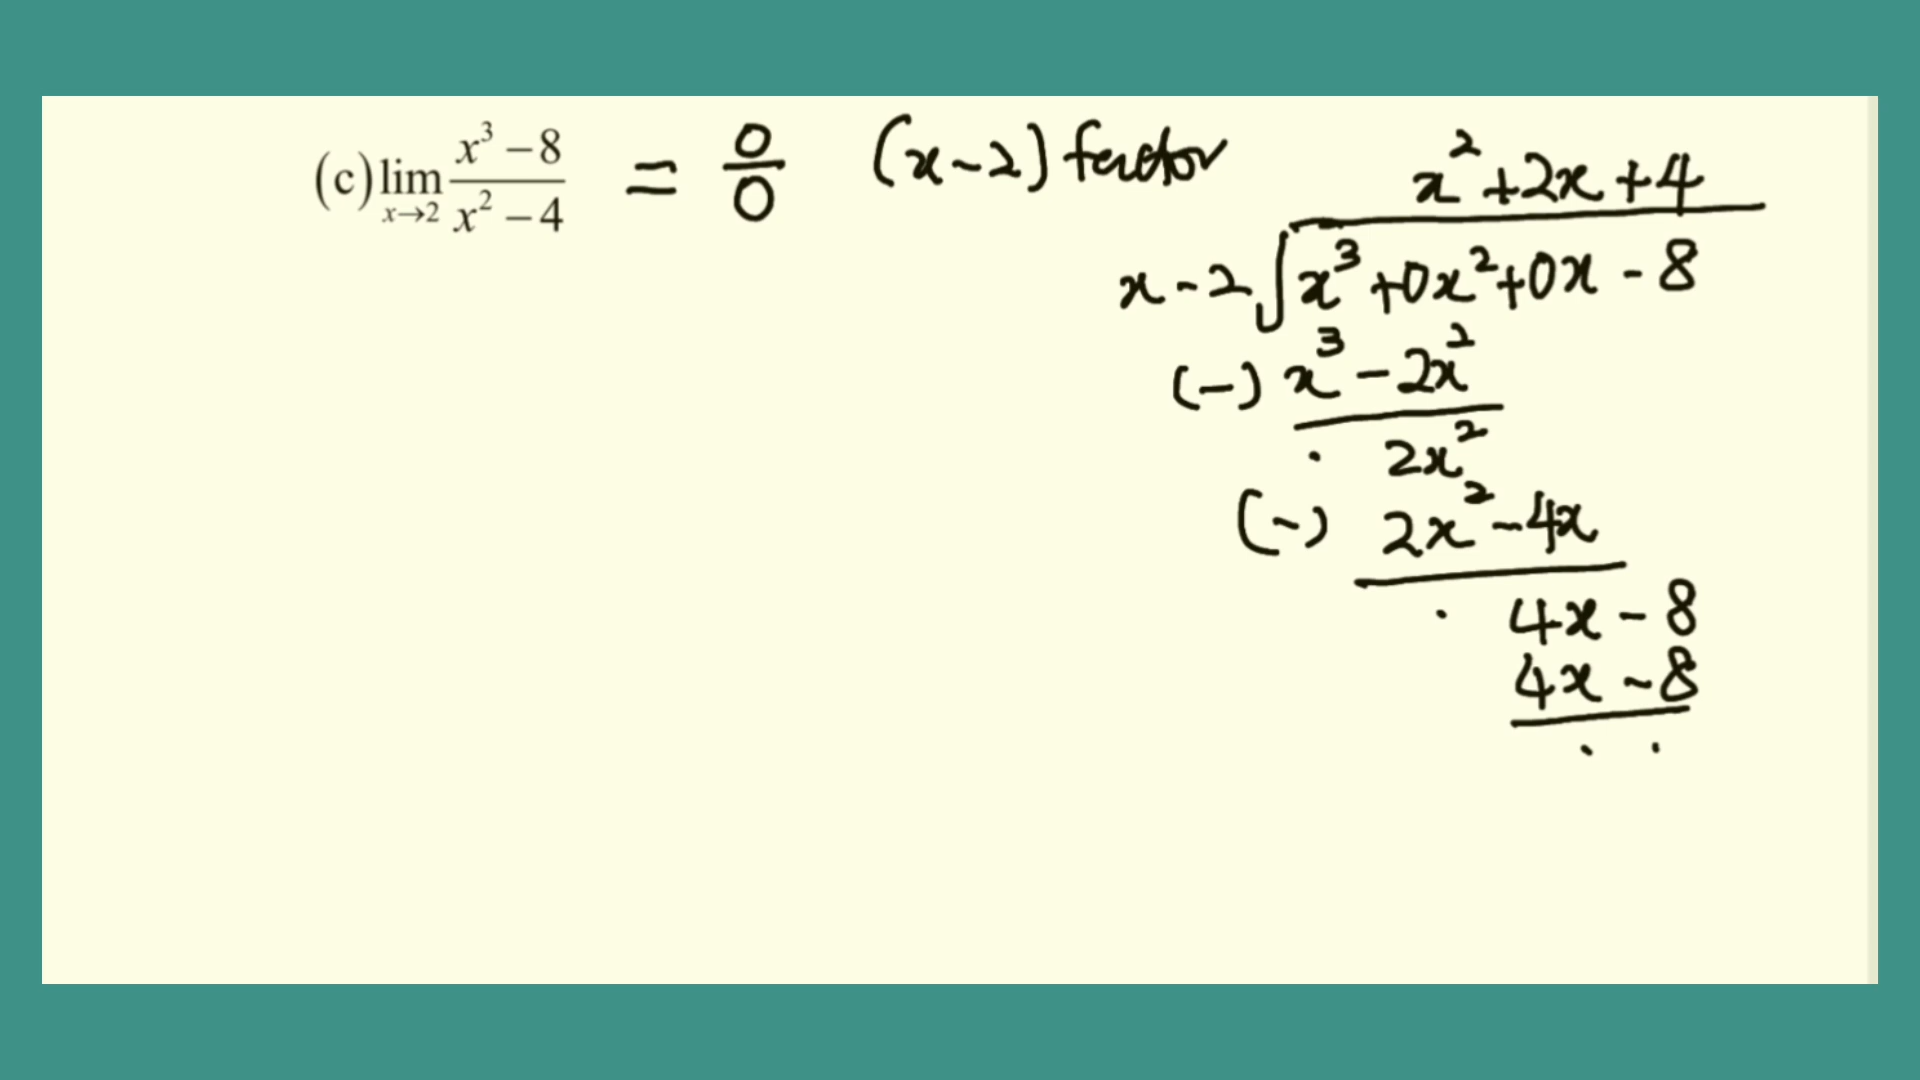 (c) lim x→2 (x³ − 8)/(x² − 4) = 0/0 (x−2) factor
x² + 2x + 4
x − 2 √ x³ + 0x² + 0x − 8
(−) x³ − 2x²
. 2x²
(−) 2x² − 4x
. 4x − 8
4x − 8
. .